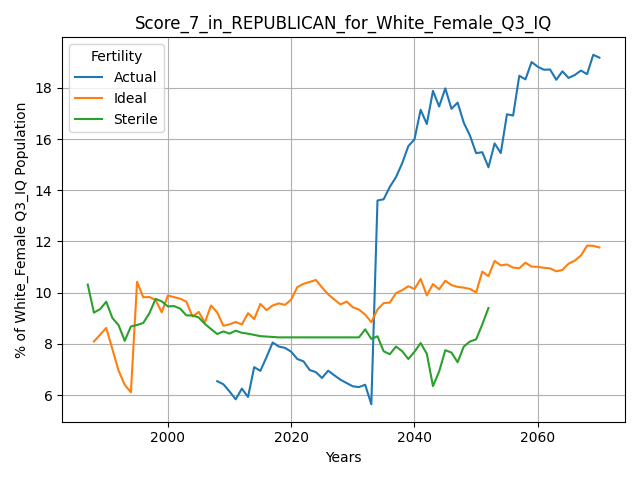 Score_7_in_REPUBLICAN_for_White_Female_Q3_IQ
Fertility
Actual
Ideal
Sterile
% of White_Female Q3_IQ Population
18
16
14
12
10
8
6
2000 2020 2040 2060
Years